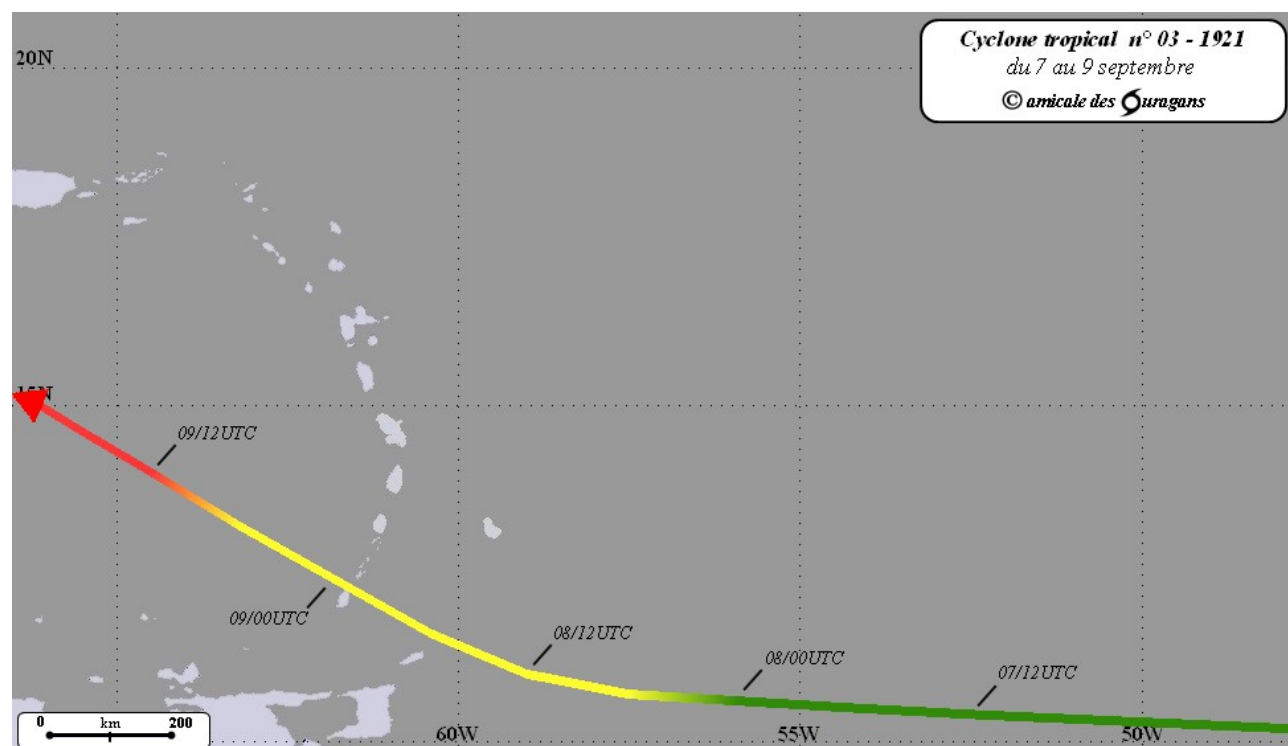 Cyclone tropical n° 03 - 1921
du 7 au 9 septembre
© amicale des Ouragans
20N
15N
09/12UTC
09/00UTC
08/12UTC
08/00UTC
07/12UTC
0 km 200
60W
55W
50W